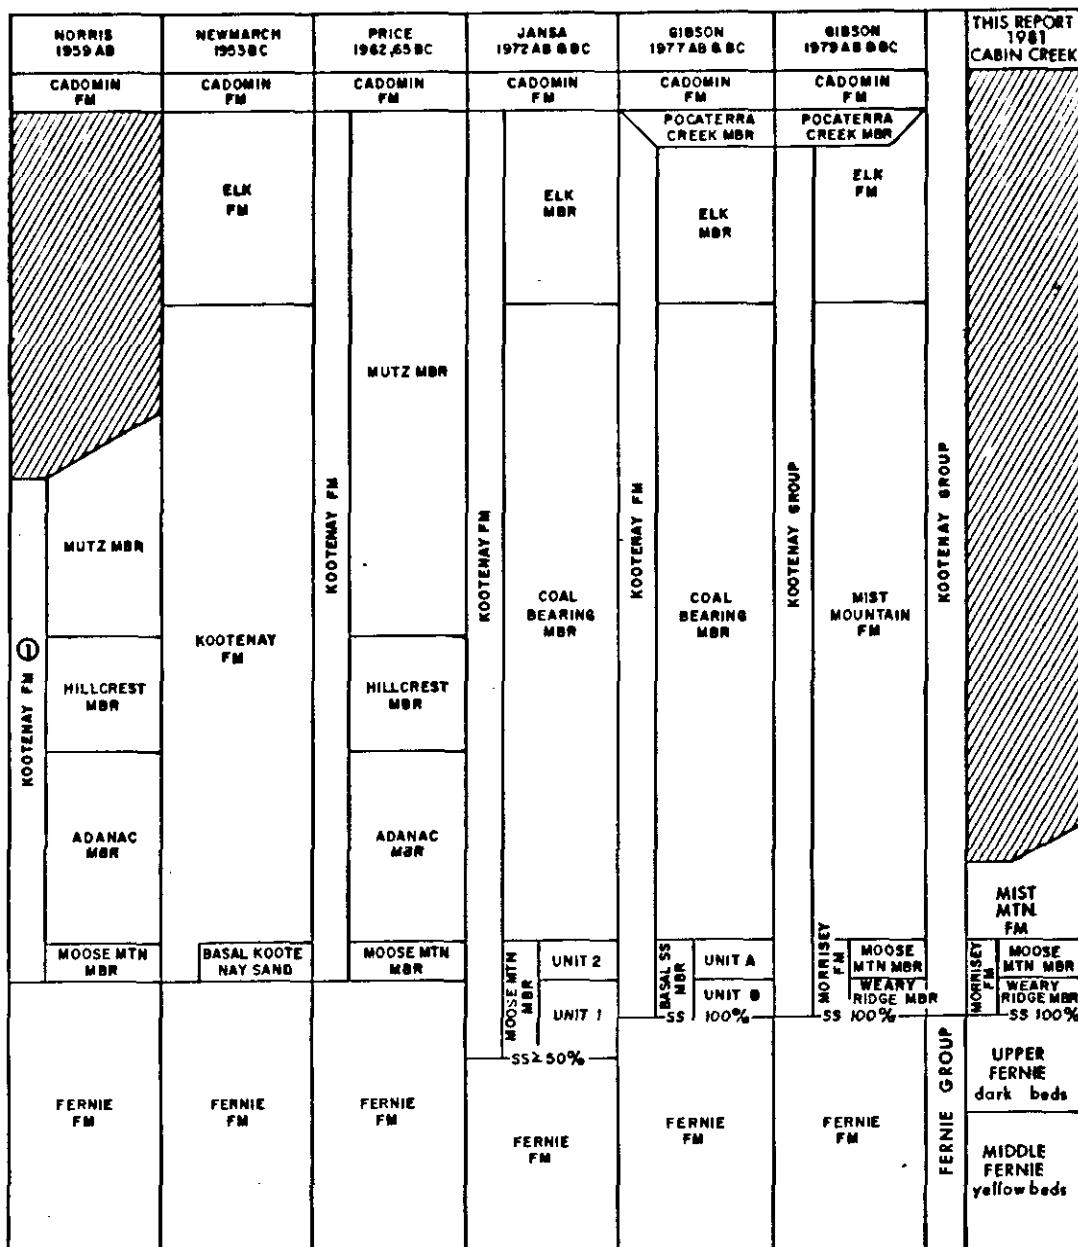 NORRIS
1959 AB
NEWMARCH
1953 BC
PRICE
1962,65 BC
JANSA
1972 AB & BC
GIBSON
1977 AB & BC
GIBSON
1979 AB & BC
THIS REPORT
1981
CABIN CREEK
CADOMIN
FM
CADOMIN
FM
CADOMIN
FM
CADOMIN
FM
CADOMIN
FM
CADOMIN
FM
KOOTENAY FM 1
MUTZ MBR
HILLCREST
MBR
ADANAC
MBR
MOOSE MTN
MBR
FERNIE
FM
ELK
FM
KOOTENAY
FM
BASAL KOOTE
NAY SAND
FERNIE
FM
KOOTENAY FM
MUTZ MBR
HILLCREST
MBR
ADANAC
MBR
MOOSE MTN
MBR
FERNIE
FM
KOOTENAY FM
ELK
MBR
COAL
BEARING
MBR
MOOSE MTN
MBR
UNIT 2
UNIT 1
SS ≥ 50%
FERNIE
FM
KOOTENAY FM
POCATERRA
CREEK MBR
ELK
MBR
COAL
BEARING
MBR
BASAL SS
MBR
UNIT A
UNIT B
SS 100%
FERNIE
FM
KOOTENAY GROUP
POCATERRA
CREEK MBR
ELK
FM
MIST
MOUNTAIN
FM
MORRISEY
FM
MOOSE
MTN MBR
WEARY
RIDGE MBR
SS 100%
FERNIE
FM
KOOTENAY GROUP
FERNIE GROUP
MIST
MTN.
FM
MORRISEY
FM
MOOSE
MTN MBR
WEARY
RIDGE MBR
SS 100%
UPPER
FERNIE
dark beds
MIDDLE
FERNIE
yellow beds